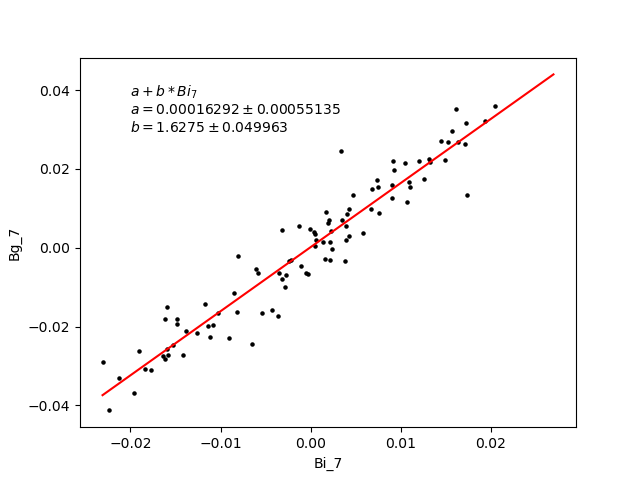 a + b * Bi₇
a = 0.00016292 ± 0.00055135
b = 1.6275 ± 0.049963
0.04
0.02
0.00
−0.02
−0.04
Bg_7
−0.02 −0.01 0.00 0.01 0.02
Bi_7